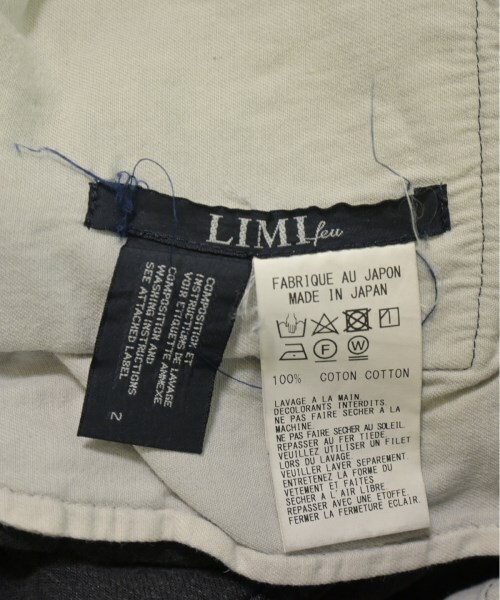 LIMI feu
COMPOSITION ET
INSTRUCTIONS DE LAVAGE
VOIR ETIQUETTE ANNEXE
WASHING INSTRUCTIONS
AND COMPOSITION
SEE ATTACHED LABEL
2
FABRIQUE AU JAPON
MADE IN JAPAN
F W
100% COTON COTTON
LAVAGE A LA MAIN.
DECOLORANTS INTERDITS.
NE PAS FAIRE SECHER A LA
MACHINE.
NE PAS FAIRE SECHER AU SOLEIL.
REPASSER AU FER TIEDE.
VEUILLEZ UTILISER UN FILET
LORS DU LAVAGE.
VEUILLER LAVER SEPAREMENT.
ENTRETENEZ LA FORME DU
VETEMENT ET FAITES
SECHER A L'AIR LIBRE.
REPASSER AVEC UNE ETOFFE.
FERMER LA FERMETURE ECLAIR.